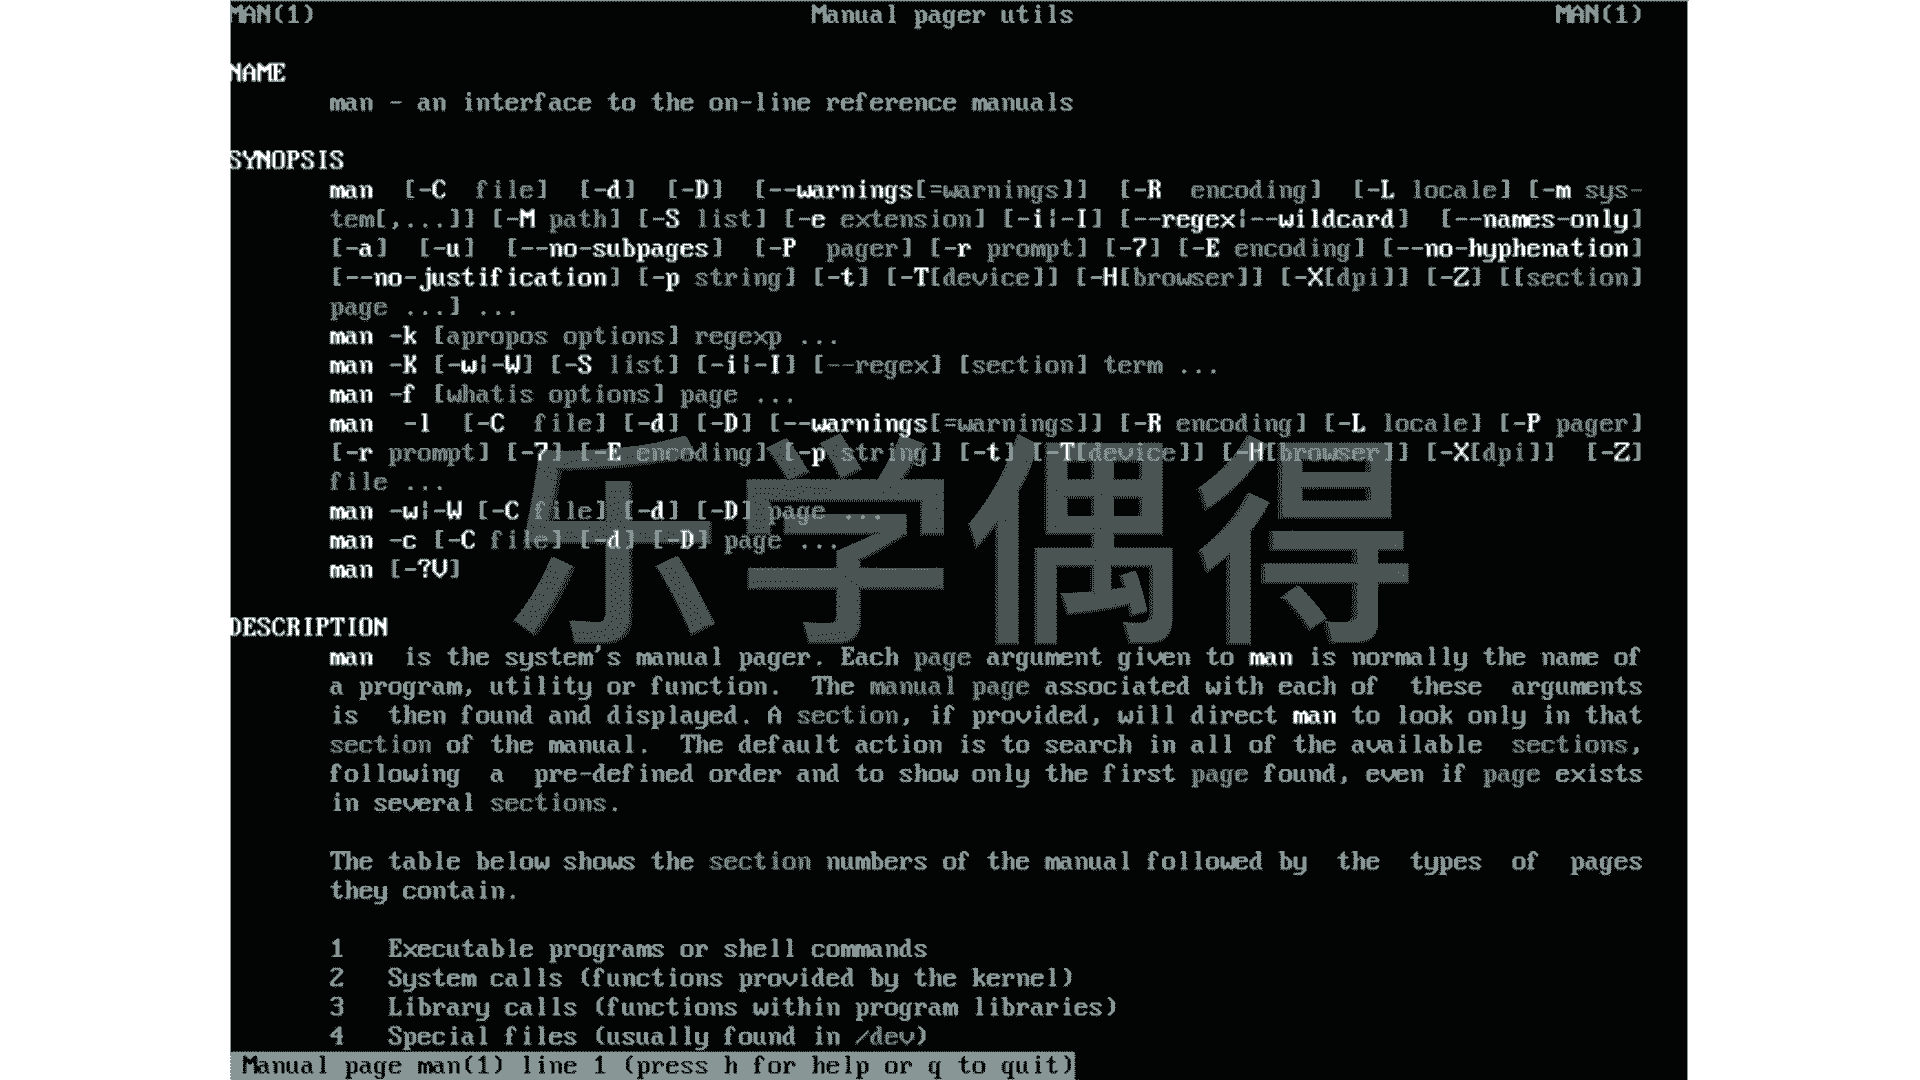 MAN(1) Manual pager utils MAN(1)
NAME
man - an interface to the on-line reference manuals
SYNOPSIS
man [-C file] [-d] [-D] [--warnings[=warnings]] [-R encoding] [-L locale] [-m sys-
tem[,...]] [-M path] [-S list] [-e extension] [-i|-I] [--regex|--wildcard] [--names-only]
[-a] [-u] [--no-subpages] [-P pager] [-r prompt] [-7] [-E encoding] [--no-hyphenation]
[--no-justification] [-p string] [-t] [-T[device]] [-H[browser]] [-X[dpi]] [-Z] [[section]
page ...] ...
man -k [apropos options] regexp ...
man -K [-w|-W] [-S list] [-i|-I] [--regex] [section] term ...
man -f [whatis options] page ...
man -l [-C file] [-d] [-D] [--warnings[=warnings]] [-R encoding] [-L locale] [-P pager]
[-r prompt] [-7] [-E encoding] [-p string] [-t] [-T[device]] [-H[browser]] [-X[dpi]] [-Z]
file ...
man -w|-W [-C file] [-d] [-D] page ...
man -c [-C file] [-d] [-D] page ...
man [-?V]
乐学偶得
DESCRIPTION
man is the system's manual pager. Each page argument given to man is normally the name of
a program, utility or function. The manual page associated with each of these arguments
is then found and displayed. A section, if provided, will direct man to look only in that
section of the manual. The default action is to search in all of the available sections,
following a pre-defined order and to show only the first page found, even if page exists
in several sections.
The table below shows the section numbers of the manual followed by the types of pages
they contain.
1 Executable programs or shell commands
2 System calls (functions provided by the kernel)
3 Library calls (functions within program libraries)
4 Special files (usually found in /dev)
Manual page man(1) line 1 (press h for help or q to quit)